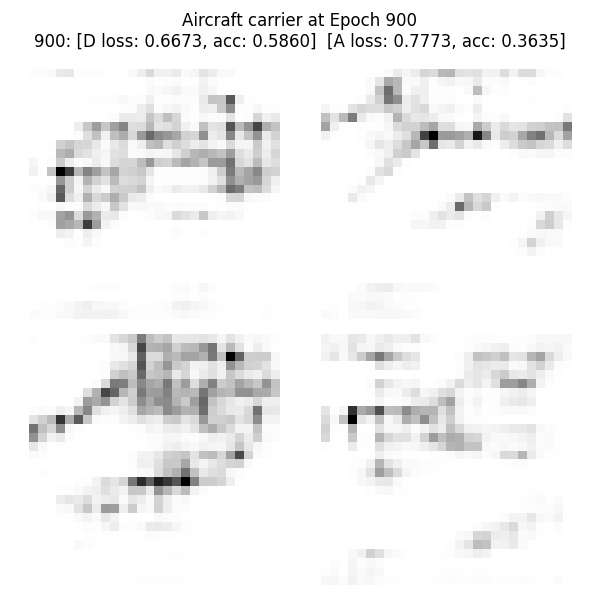 Aircraft carrier at Epoch 900
900: [D loss: 0.6673, acc: 0.5860]  [A loss: 0.7773, acc: 0.3635]